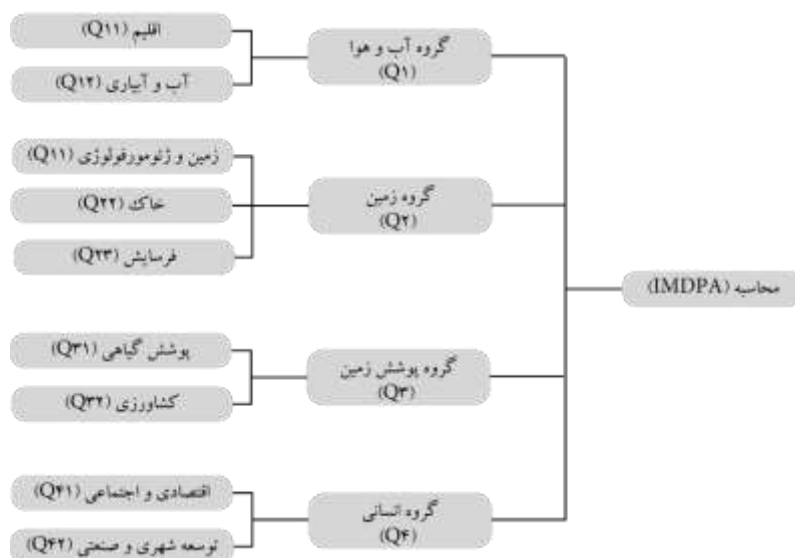 محاسبه (IMDPA)
گروه آب و هوا
(Q۱)
اقلیم (Q۱۱)
آب و آبیاری (Q۱۲)
گروه زمین
(Q۲)
زمین و ژئومورفولوژی (Q۱۱)
خاک (Q۲۲)
فرسایش (Q۲۳)
گروه پوشش زمین
(Q۳)
پوشش گیاهی (Q۳۱)
کشاورزی (Q۳۲)
گروه انسانی
(Q۴)
اقتصادی و اجتماعی (Q۴۱)
توسعه شهری و صنعتی (Q۴۲)